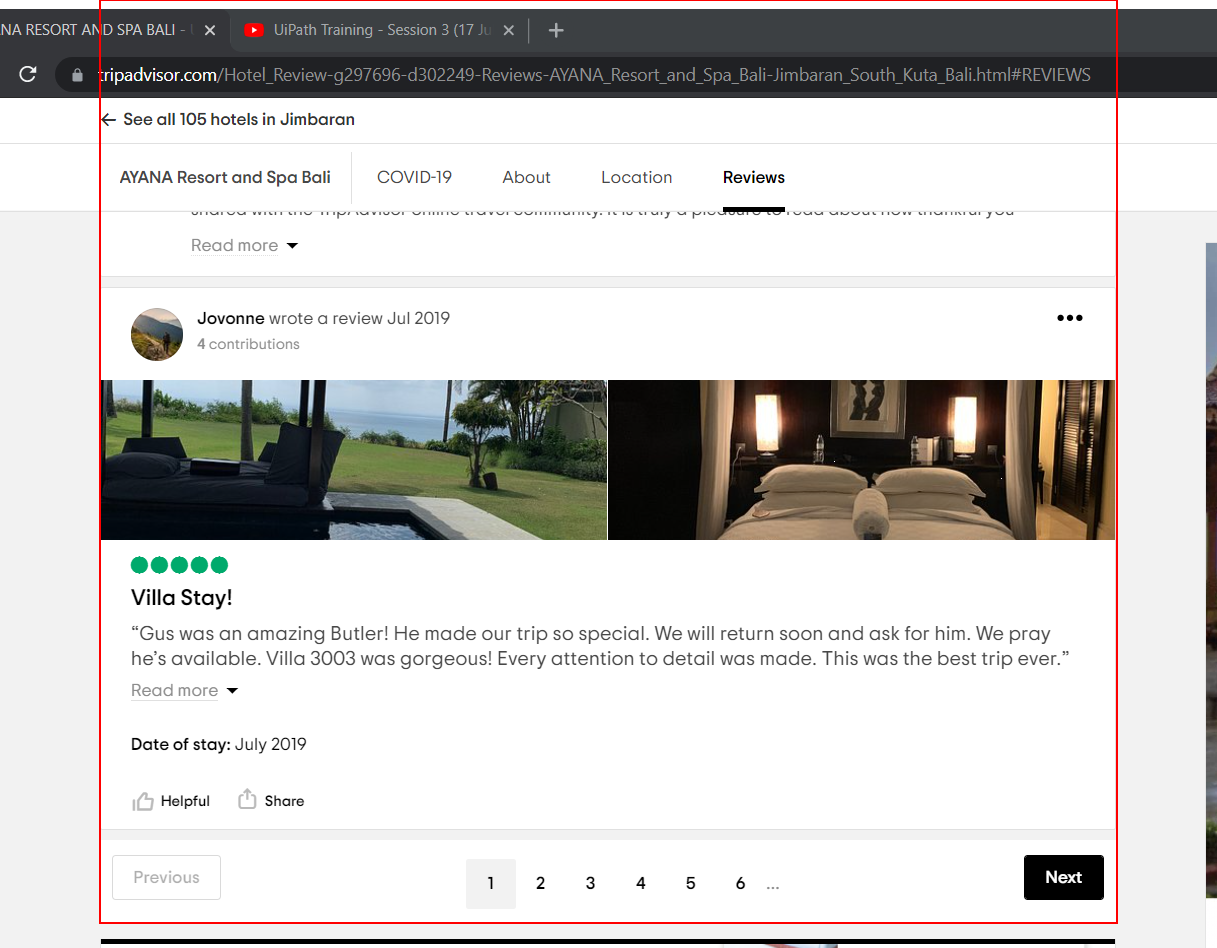 NA RESORT AND SPA BALI -
UiPath Training - Session 3 (17 Ju
tripadvisor.com/Hotel_Review-g297696-d302249-Reviews-AYANA_Resort_and_Spa_Bali-Jimbaran_South_Kuta_Bali.html#REVIEWS
See all 105 hotels in Jimbaran
AYANA Resort and Spa Bali
COVID-19
About
Location
Reviews
shared with the TripAdvisor online travel community. It is truly a pleasure to read about how thankful you
Read more
Jovonne wrote a review Jul 2019
4 contributions
Villa Stay!
“Gus was an amazing Butler! He made our trip so special. We will return soon and ask for him. We pray
he’s available. Villa 3003 was gorgeous! Every attention to detail was made. This was the best trip ever.”
Read more
Date of stay: July 2019
Helpful
Share
Previous
1
2
3
4
5
6
...
Next